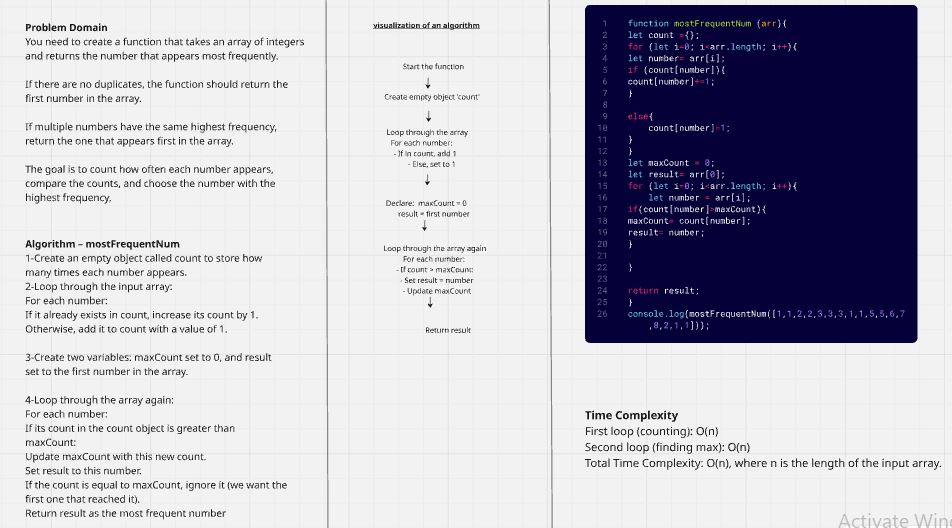 Problem Domain
You need to create a function that takes an array of integers
and returns the number that appears most frequently.
If there are no duplicates, the function should return the
first number in the array.
If multiple numbers have the same highest frequency,
return the one that appears first in the array.
The goal is to count how often each number appears,
compare the counts, and choose the number with the
highest frequency,
Algorithm – mostFrequentNum
1-Create an empty object called count to store how
many times each number appears.
2-Loop through the input array:
For each number:
If it already exists in count, increase its count by 1.
Otherwise, add it to count with a value of 1.
3-Create two variables: maxCount set to 0, and result
set to the first number in the array.
4-Loop through the array again:
For each number:
If its count in the count object is greater than
maxCount:
Update maxCount with this new count.
Set result to this number.
If the count is equal to maxCount, ignore it (we want the
first one that reached it).
Return result as the most frequent number
visualization of an algorithm
Start the function
Create empty object 'count'
Loop through the array
For each number:
- If in count, add 1
- Else, set to 1
Declare: maxCount = 0
result = first number
Loop through the array again
For each number:
- If count > maxCount:
- Set result = number
- Update maxCount
Return result
1 function mostFrequentNum (arr){
2 let count ={};
3 for (let i=0; i<arr.length; i++){
4 let number= arr[i];
5 if (count[number]){
6 count[number]+=1;
7 }
8
9 else{
10 count[number]=1;
11 }
12 }
13 let maxCount = 0;
14 let result= arr[0];
15 for (let i=0; i<arr.length; i++){
16 let number = arr[i];
17 if(count[number]>maxCount){
18 maxCount= count[number];
19 result= number;
20 }
21
22 }
23
24 return result;
25 }
26 console.log(mostFrequentNum([1,1,2,2,3,3,3,1,1,5,5,6,7
,8,2,1,1]));
Time Complexity
First loop (counting): O(n)
Second loop (finding max): O(n)
Total Time Complexity: O(n), where n is the length of the input array.
Activate Win